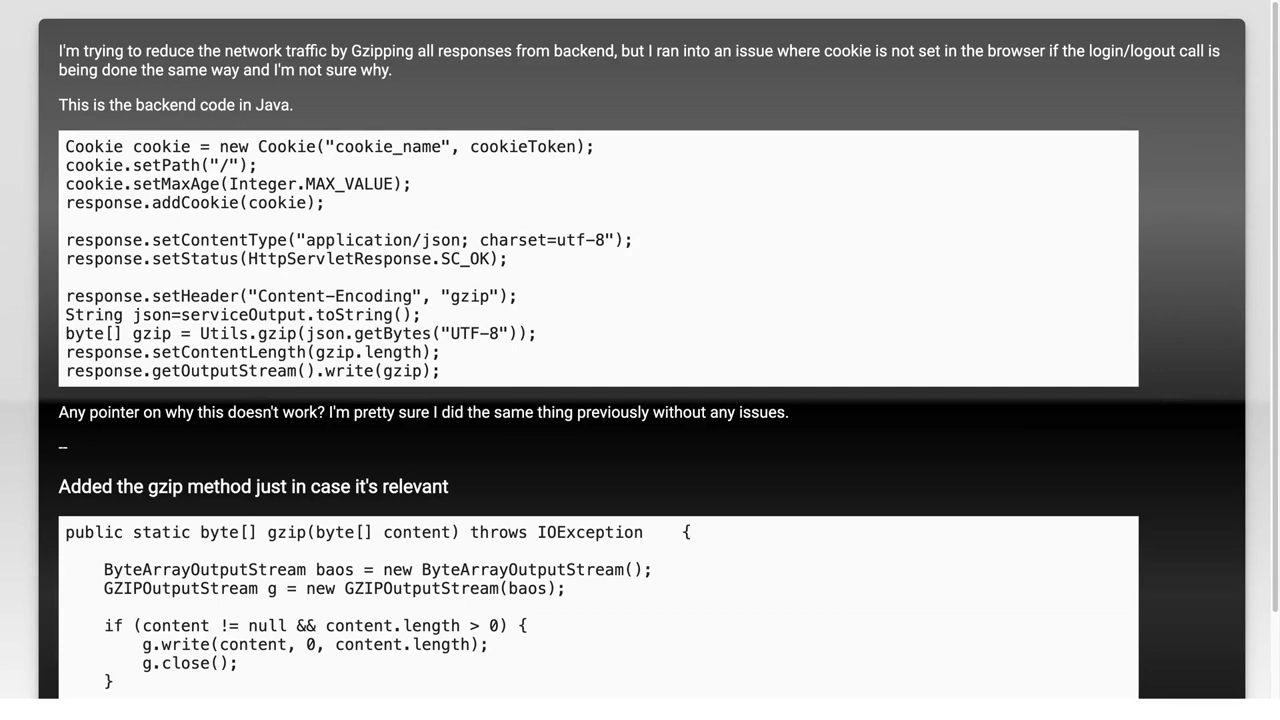 I'm trying to reduce the network traffic by Gzipping all responses from backend, but I ran into an issue where cookie is not set in the browser if the login/logout call is
being done the same way and I'm not sure why.
This is the backend code in Java.
Cookie cookie = new Cookie("cookie_name", cookieToken);
cookie.setPath("/");
cookie.setMaxAge(Integer.MAX_VALUE);
response.addCookie(cookie);
response.setContentType("application/json; charset=utf-8");
response.setStatus(HttpServletResponse.SC_OK);
response.setHeader("Content-Encoding", "gzip");
String json=serviceOutput.toString();
byte[] gzip = Utils.gzip(json.getBytes("UTF-8"));
response.setContentLength(gzip.length);
response.getOutputStream().write(gzip);
Any pointer on why this doesn't work? I'm pretty sure I did the same thing previously without any issues.
--
Added the gzip method just in case it's relevant
public static byte[] gzip(byte[] content) throws IOException    {
    ByteArrayOutputStream baos = new ByteArrayOutputStream();
    GZIPOutputStream g = new GZIPOutputStream(baos);
    if (content != null && content.length > 0) {
        g.write(content, 0, content.length);
        g.close();
    }